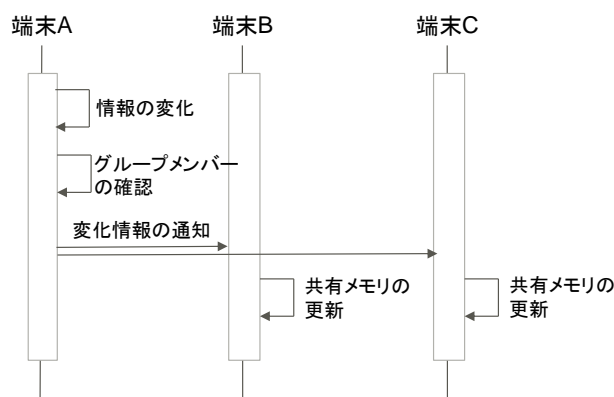 端末A
端末B
端末C
情報の変化
グループメンバー
の確認
変化情報の通知
共有メモリの
更新
共有メモリの
更新